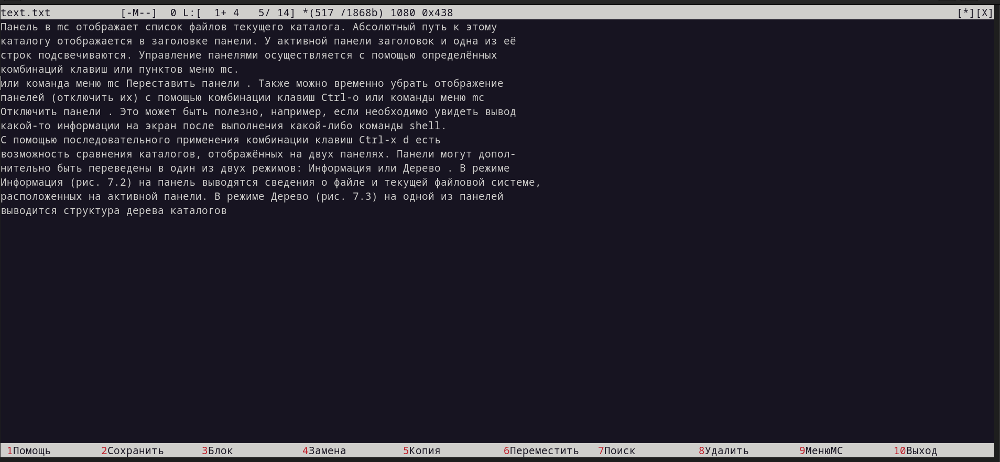 text.txt [-M--] 0 L:[ 1+ 4 5/ 14] *(517 /1868b) 1080 0x438 [*][X]
Панель в mc отображает список файлов текущего каталога. Абсолютный путь к этому
каталогу отображается в заголовке панели. У активной панели заголовок и одна из её
строк подсвечиваются. Управление панелями осуществляется с помощью определённых
комбинаций клавиш или пунктов меню mc.
или команда меню mc Переставить панели . Также можно временно убрать отображение
панелей (отключить их) с помощью комбинации клавиш Ctrl-o или команды меню mc
Отключить панели . Это может быть полезно, например, если необходимо увидеть вывод
какой-то информации на экран после выполнения какой-либо команды shell.
С помощью последовательного применения комбинации клавиш Ctrl-x d есть
возможность сравнения каталогов, отображённых на двух панелях. Панели могут допол-
нительно быть переведены в один из двух режимов: Информация или Дерево . В режиме
Информация (рис. 7.2) на панель выводятся сведения о файле и текущей файловой системе,
расположенных на активной панели. В режиме Дерево (рис. 7.3) на одной из панелей
выводится структура дерева каталогов
1Помощь 2Сохранить 3Блок 4Замена 5Копия 6Переместить 7Поиск 8Удалить 9МенюМС 10Выход